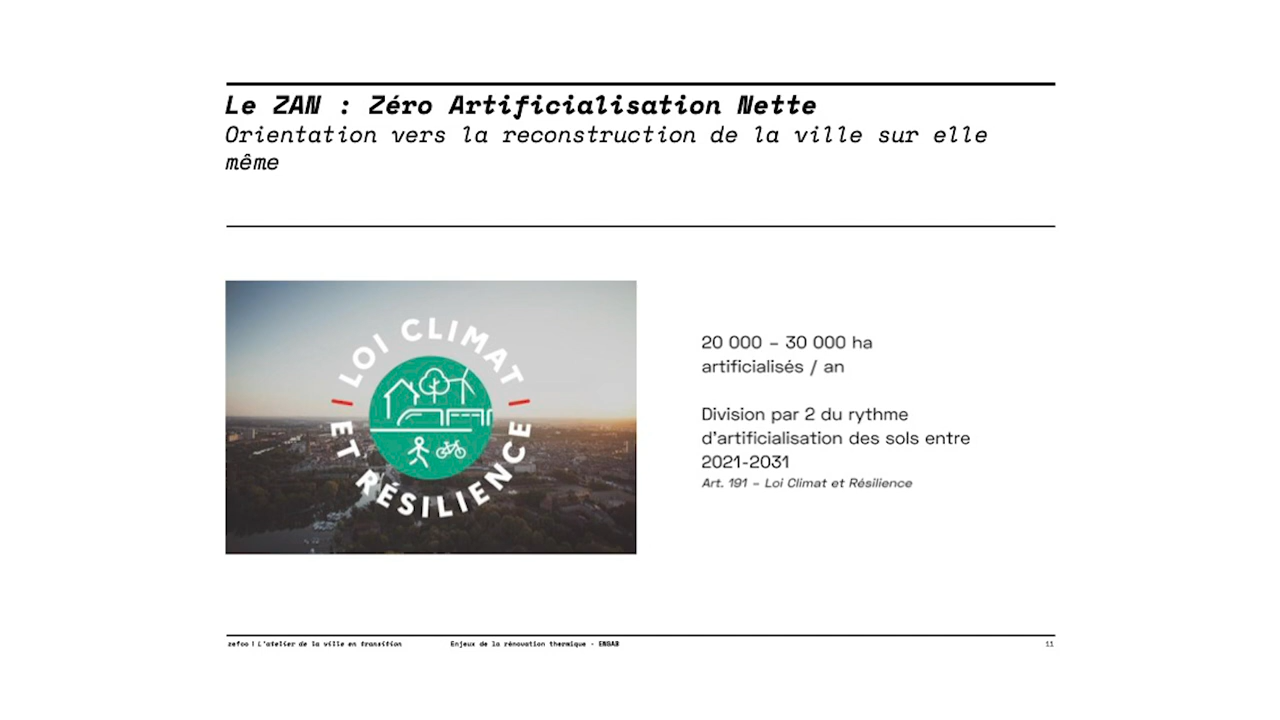 Le ZAN : Zéro Artificialisation Nette
Orientation vers la reconstruction de la ville sur elle
même
LOI CLIMAT
ET RÉSILIENCE
20 000 – 30 000 ha
artificialisés / an
Division par 2 du rythme
d'artificialisation des sols entre
2021-2031
Art. 191 – Loi Climat et Résilience
zefco | L'atelier de la ville en transition
Enjeux de la rénovation thermique - ENSAB
11